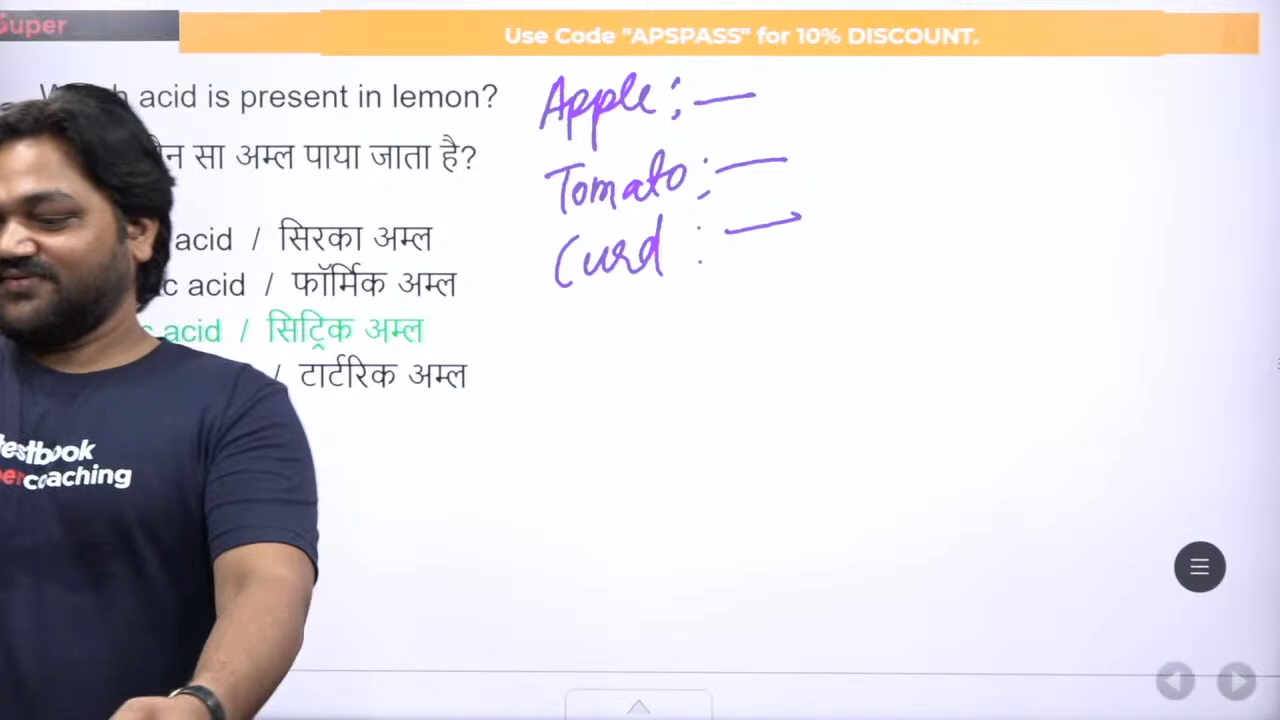 Super
Use Code "APSPASS" for 10% DISCOUNT.
acid is present in lemon?
सा अम्ल पाया जाता है?
acid / सिरका अम्ल
acid / फॉर्मिक अम्ल
acid / सिट्रिक अम्ल
/ टार्टरिक अम्ल
Apple : —
Tomato : —
Curd : —
testbook
coaching